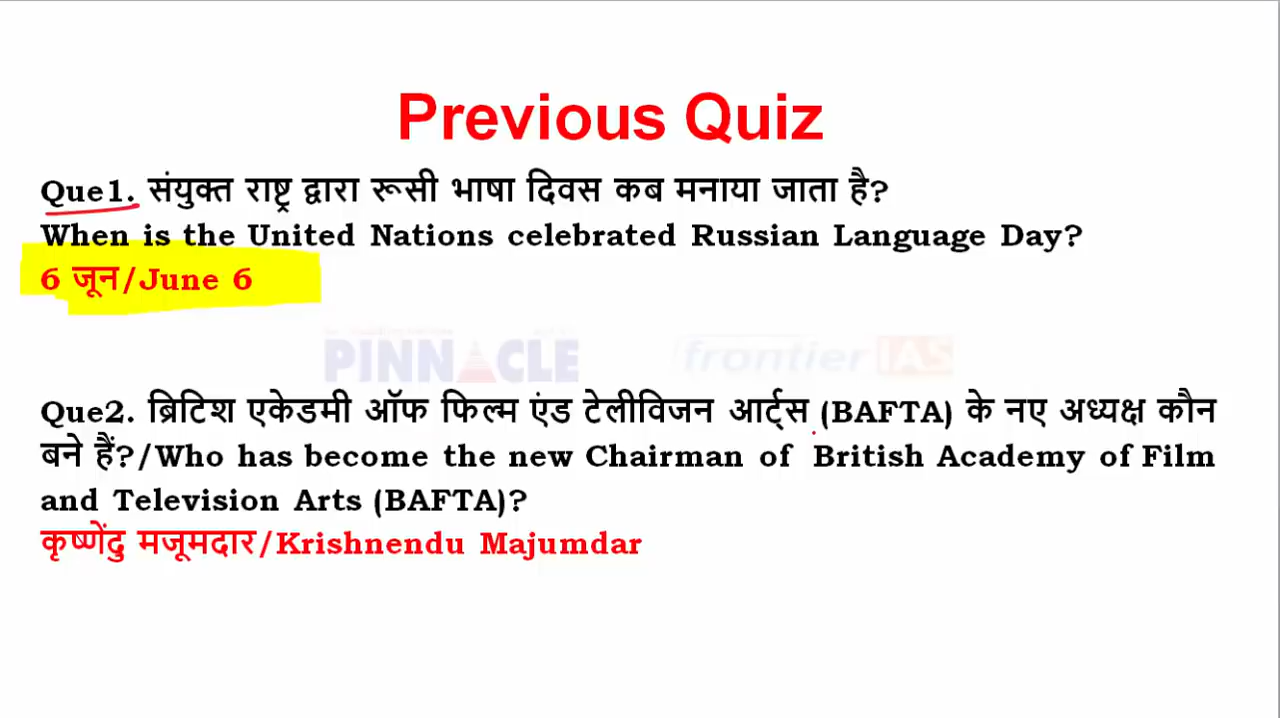 Previous Quiz
Que1. संयुक्त राष्ट्र द्वारा रूसी भाषा दिवस कब मनाया जाता है?
When is the United Nations celebrated Russian Language Day?
6 जून/June 6
PINNACLE frontier IAS
Que2. ब्रिटिश एकेडमी ऑफ फिल्म एंड टेलीविजन आर्ट्स (BAFTA) के नए अध्यक्ष कौन
बने हैं?/Who has become the new Chairman of British Academy of Film
and Television Arts (BAFTA)?
कृष्णेंदु मजूमदार/Krishnendu Majumdar